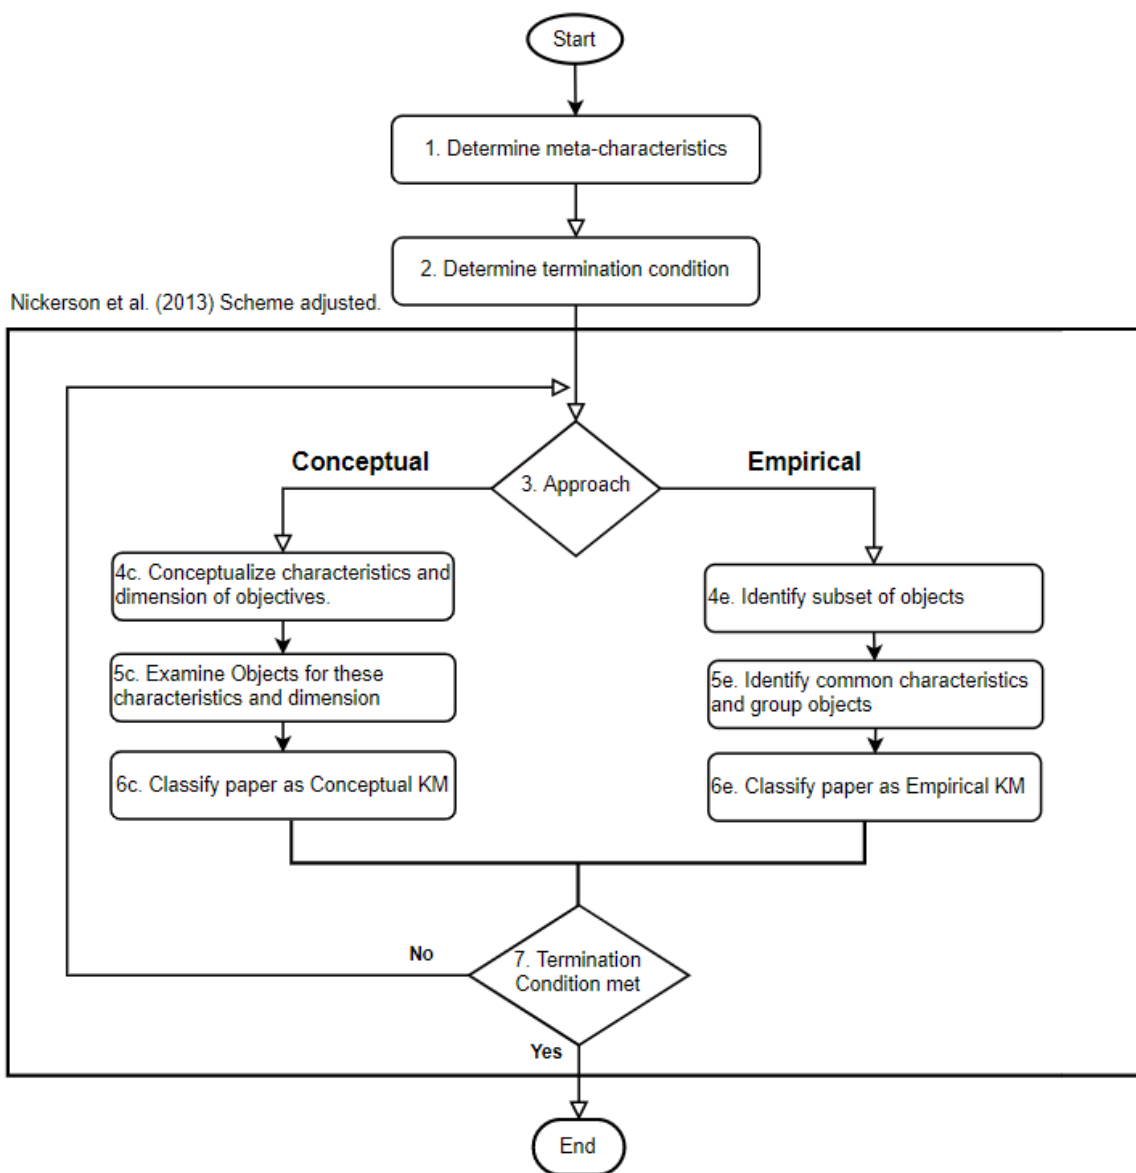 Start
1. Determine meta-characteristics
2. Determine termination condition
Nickerson et al. (2013) Scheme adjusted.
Conceptual
Empirical
3. Approach
4c. Conceptualize characteristics and
dimension of objectives.
4e. Identify subset of objects
5c. Examine Objects for these
characteristics and dimension
5e. Identify common characteristics
and group objects
6c. Classify paper as Conceptual KM
6e. Classify paper as Empirical KM
No
7. Termination
Condition met
Yes
End